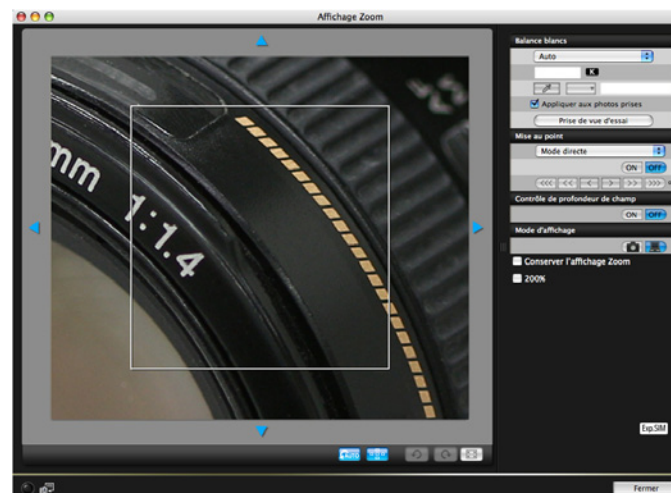 Affichage Zoom
Balance blancs
Auto
K
Appliquer aux photos prises
Prise de vue d'essai
Mise au point
Mode directe
ON OFF
<<< << < > >> >>>
Contrôle de profondeur de champ
ON OFF
Mode d'affichage
Conserver l'affichage Zoom
200%
mm 1:1.4
Exp.SIM
Fermer